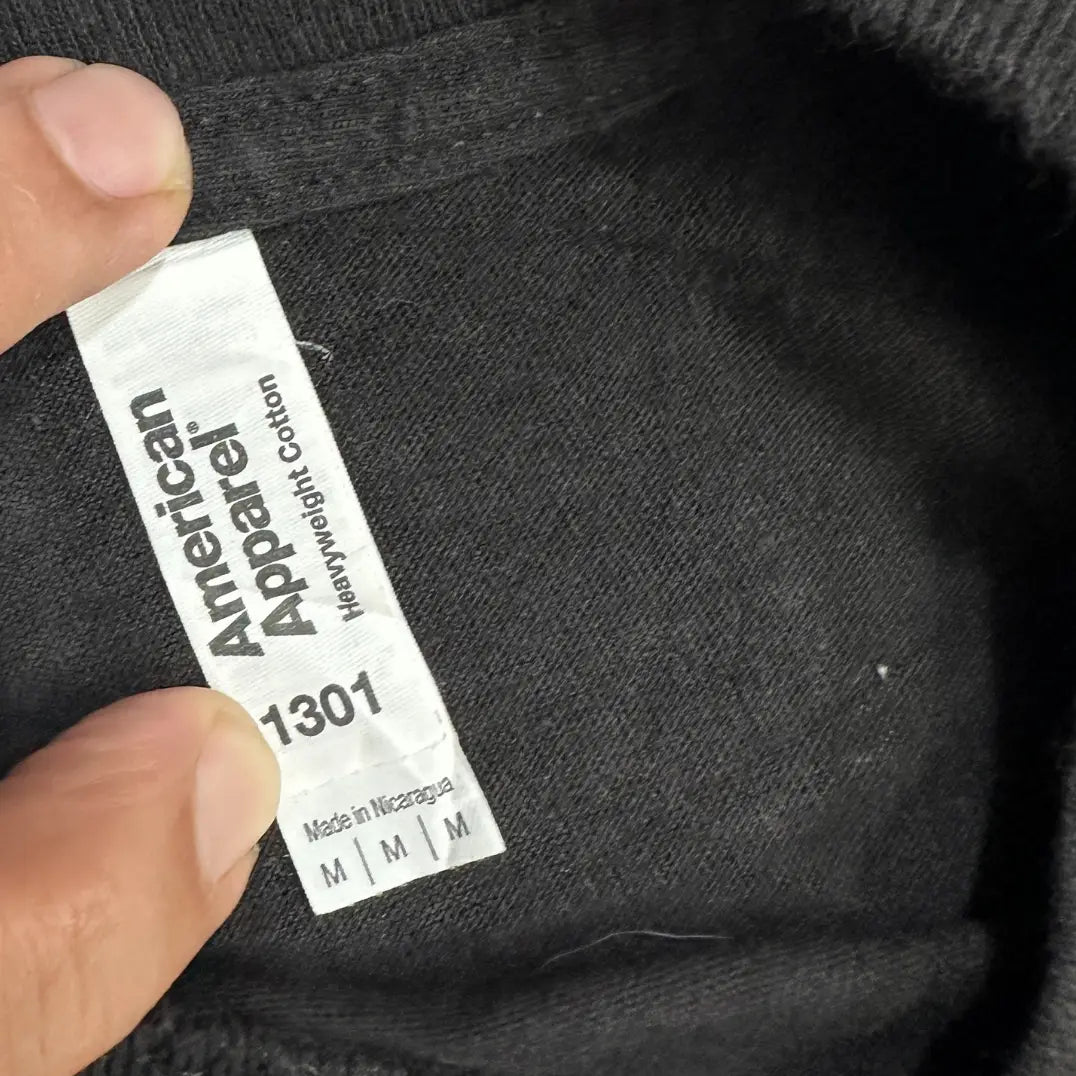 American
Apparel®
Heavyweight Cotton
1301
Made in Nicaragua
M | M | M